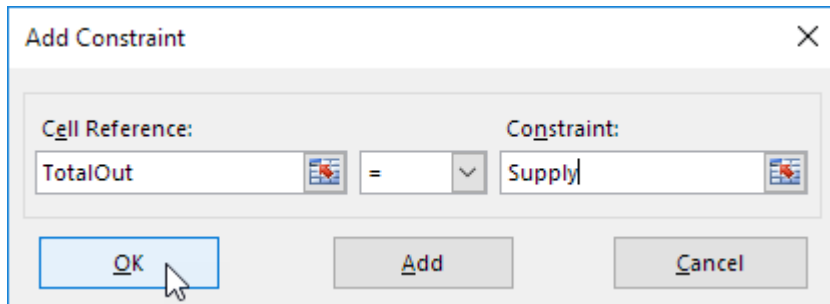 Add Constraint
Cell Reference: Constraint:
TotalOut = Supply
OK Add Cancel